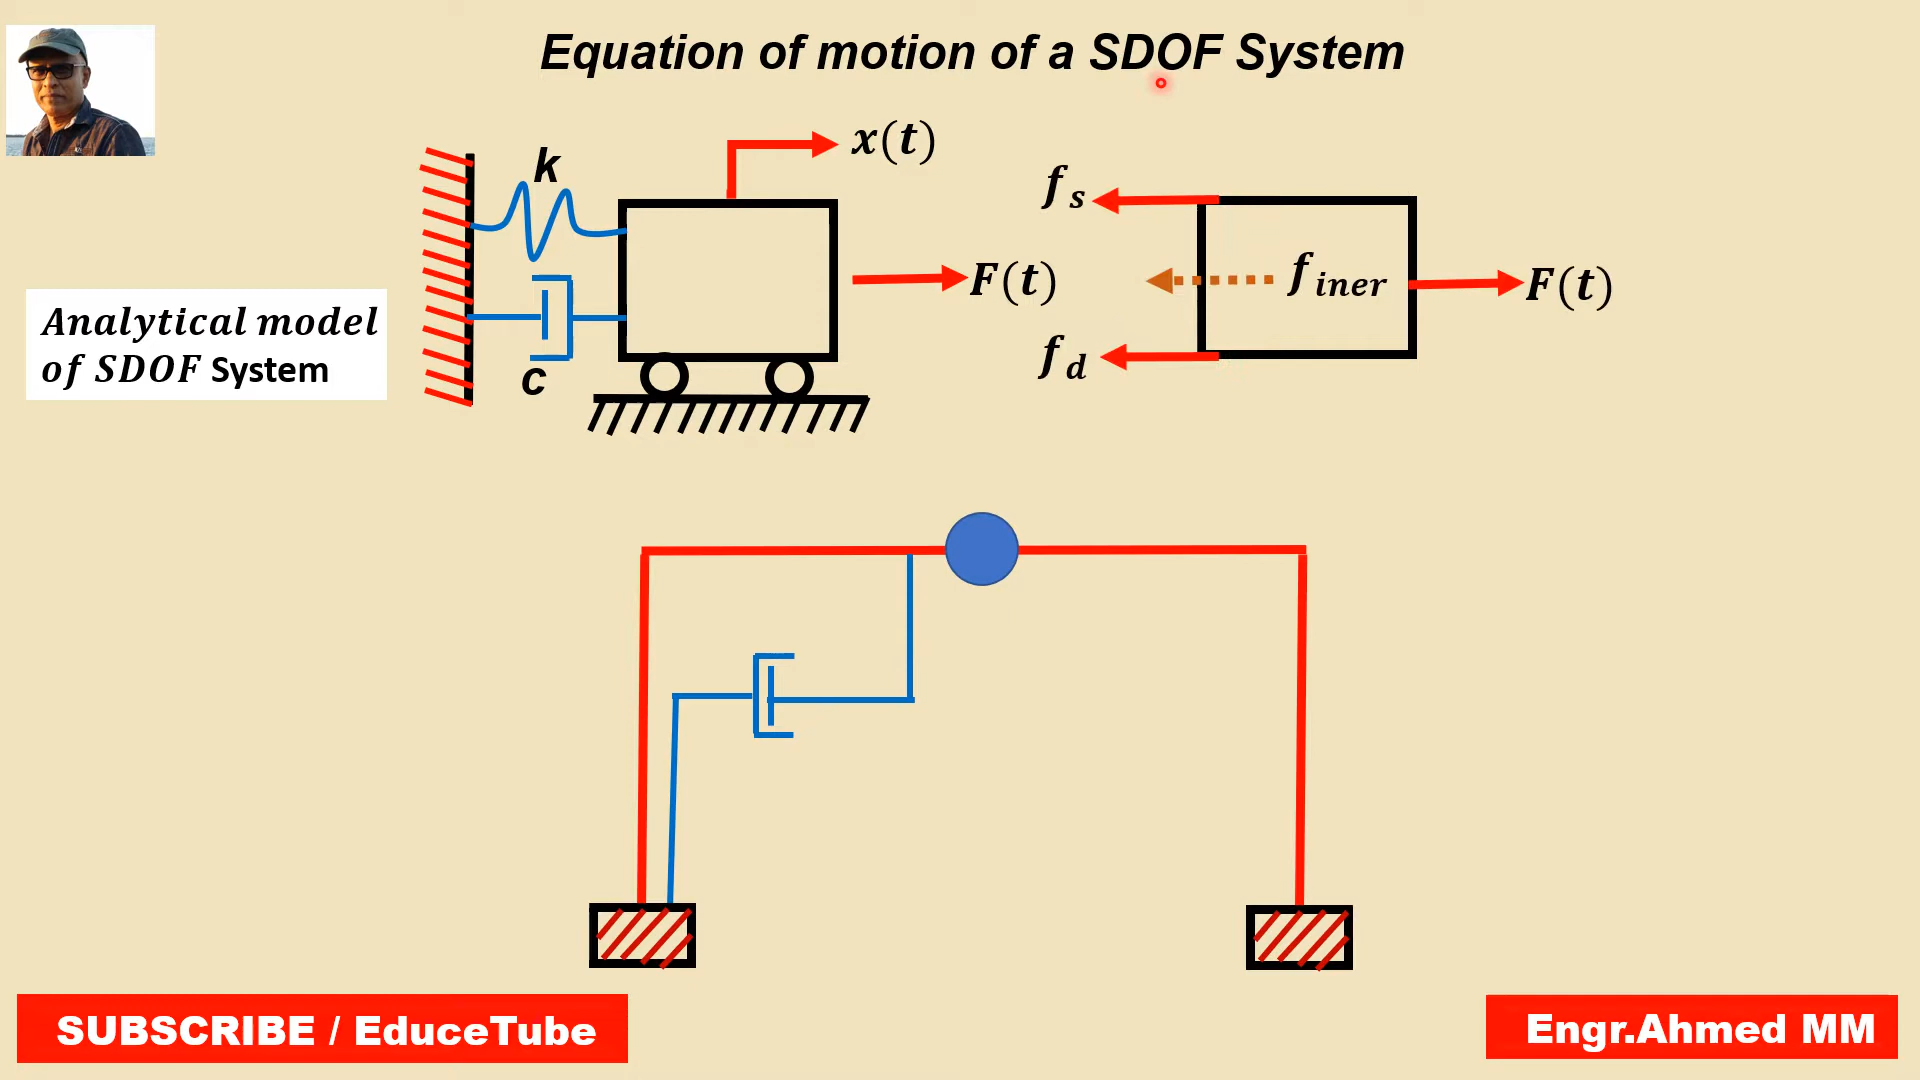 Equation of motion of a SDOF System
k
x(t)
F(t)
c
Analytical model
of SDOF System
f_s
f_iner
F(t)
f_d
SUBSCRIBE / EduceTube
Engr.Ahmed MM